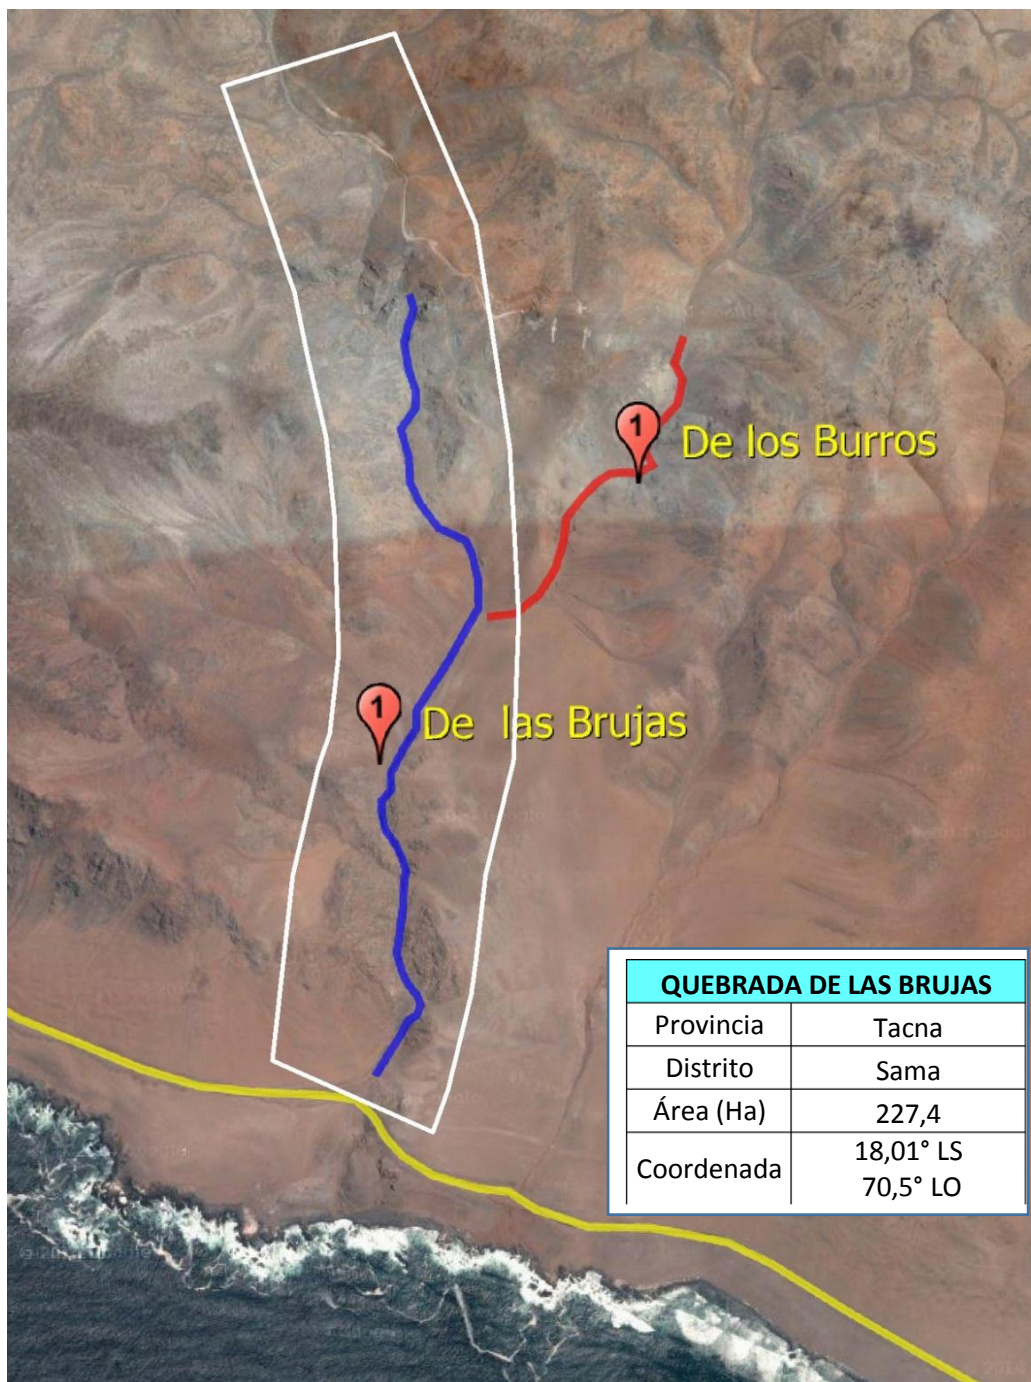 1
De los Burros
1
De las Brujas
QUEBRADA DE LAS BRUJAS
Provincia Tacna
Distrito Sama
Área (Ha) 227,4
Coordenada 18,01° LS
70,5° LO